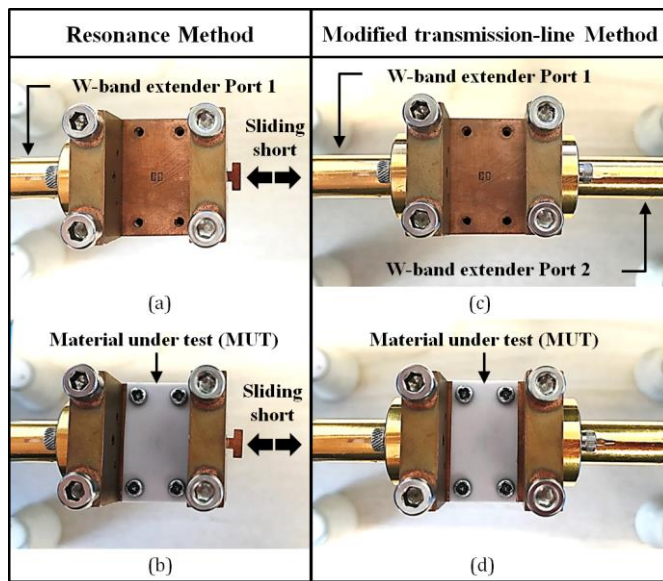 Resonance Method
Modified transmission-line Method
W-band extender Port 1
Sliding
short
(a)
W-band extender Port 1
W-band extender Port 2
(c)
Material under test (MUT)
Sliding
short
(b)
Material under test (MUT)
(d)